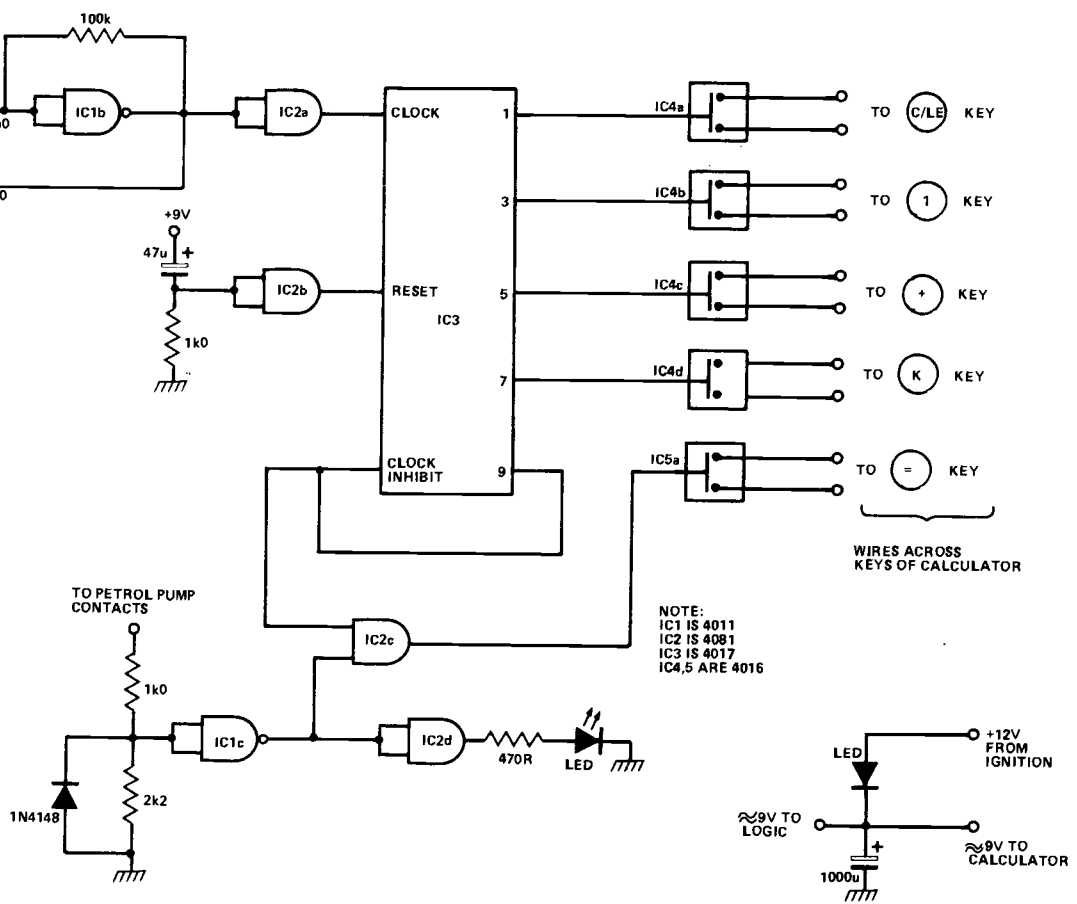 100k
IC1b
IC2a
CLOCK
1
IC4a
TO C/LE KEY
+9V
47u +
IC2b
RESET
IC3
1k0
3
IC4b
TO 1 KEY
5
IC4c
TO + KEY
7
IC4d
TO K KEY
CLOCK
INHIBIT
9
IC5a
TO = KEY
WIRES ACROSS
KEYS OF CALCULATOR
TO PETROL PUMP
CONTACTS
1k0
IC2c
NOTE:
IC1 IS 4011
IC2 IS 4081
IC3 IS 4017
IC4,5 ARE 4016
IC1c
IC2d
470R
LED
1N4148
2k2
LED
+12V
FROM
IGNITION
≈9V TO
LOGIC
+
1000u
≈9V TO
CALCULATOR